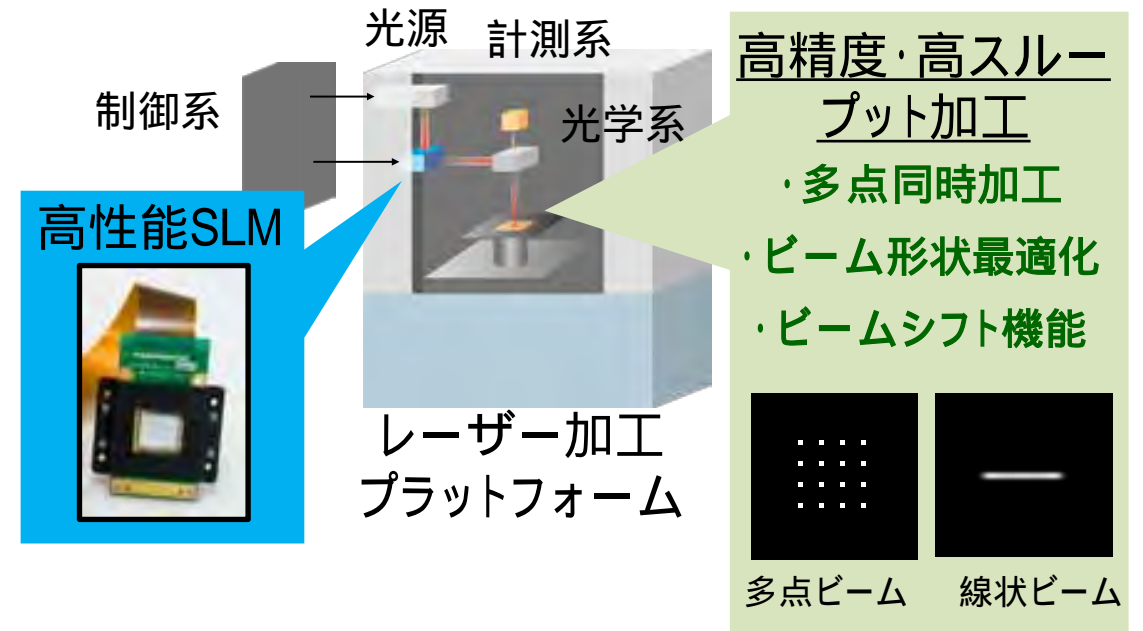 光源
計測系
制御系
光学系
高性能SLM
レーザー加工
プラットフォーム
高精度・高スルー
プット加工
・多点同時加工
・ビーム形状最適化
・ビームシフト機能
多点ビーム
線状ビーム